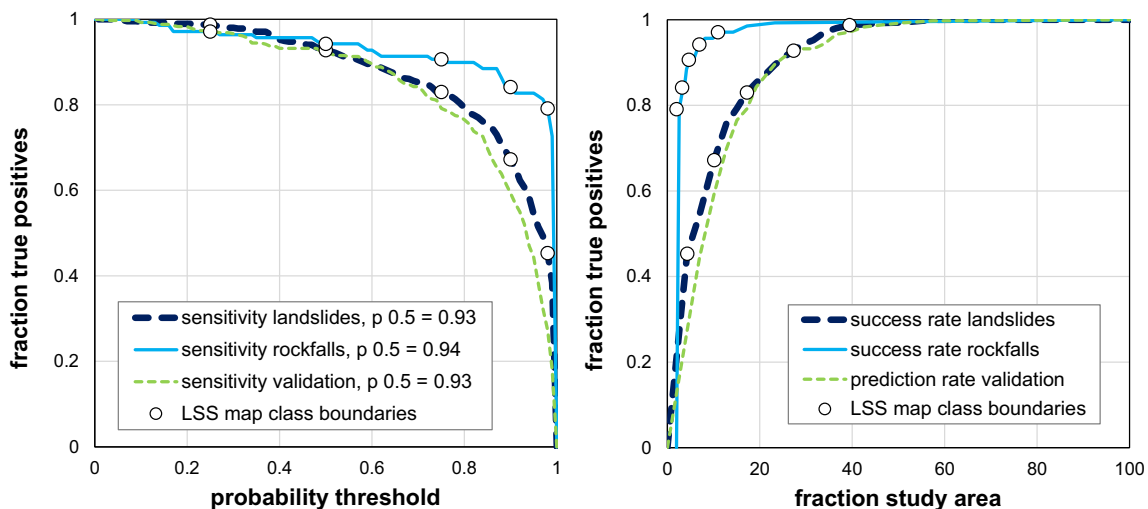 fraction true positives
1
0.8
0.6
0.4
0.2
0
sensitivity landslides, p 0.5 = 0.93
sensitivity rockfalls, p 0.5 = 0.94
sensitivity validation, p 0.5 = 0.93
LSS map class boundaries
0 0.2 0.4 0.6 0.8 1
probability threshold
fraction true positives
1
0.8
0.6
0.4
0.2
0
success rate landslides
success rate rockfalls
prediction rate validation
LSS map class boundaries
0 20 40 60 80 100
fraction study area